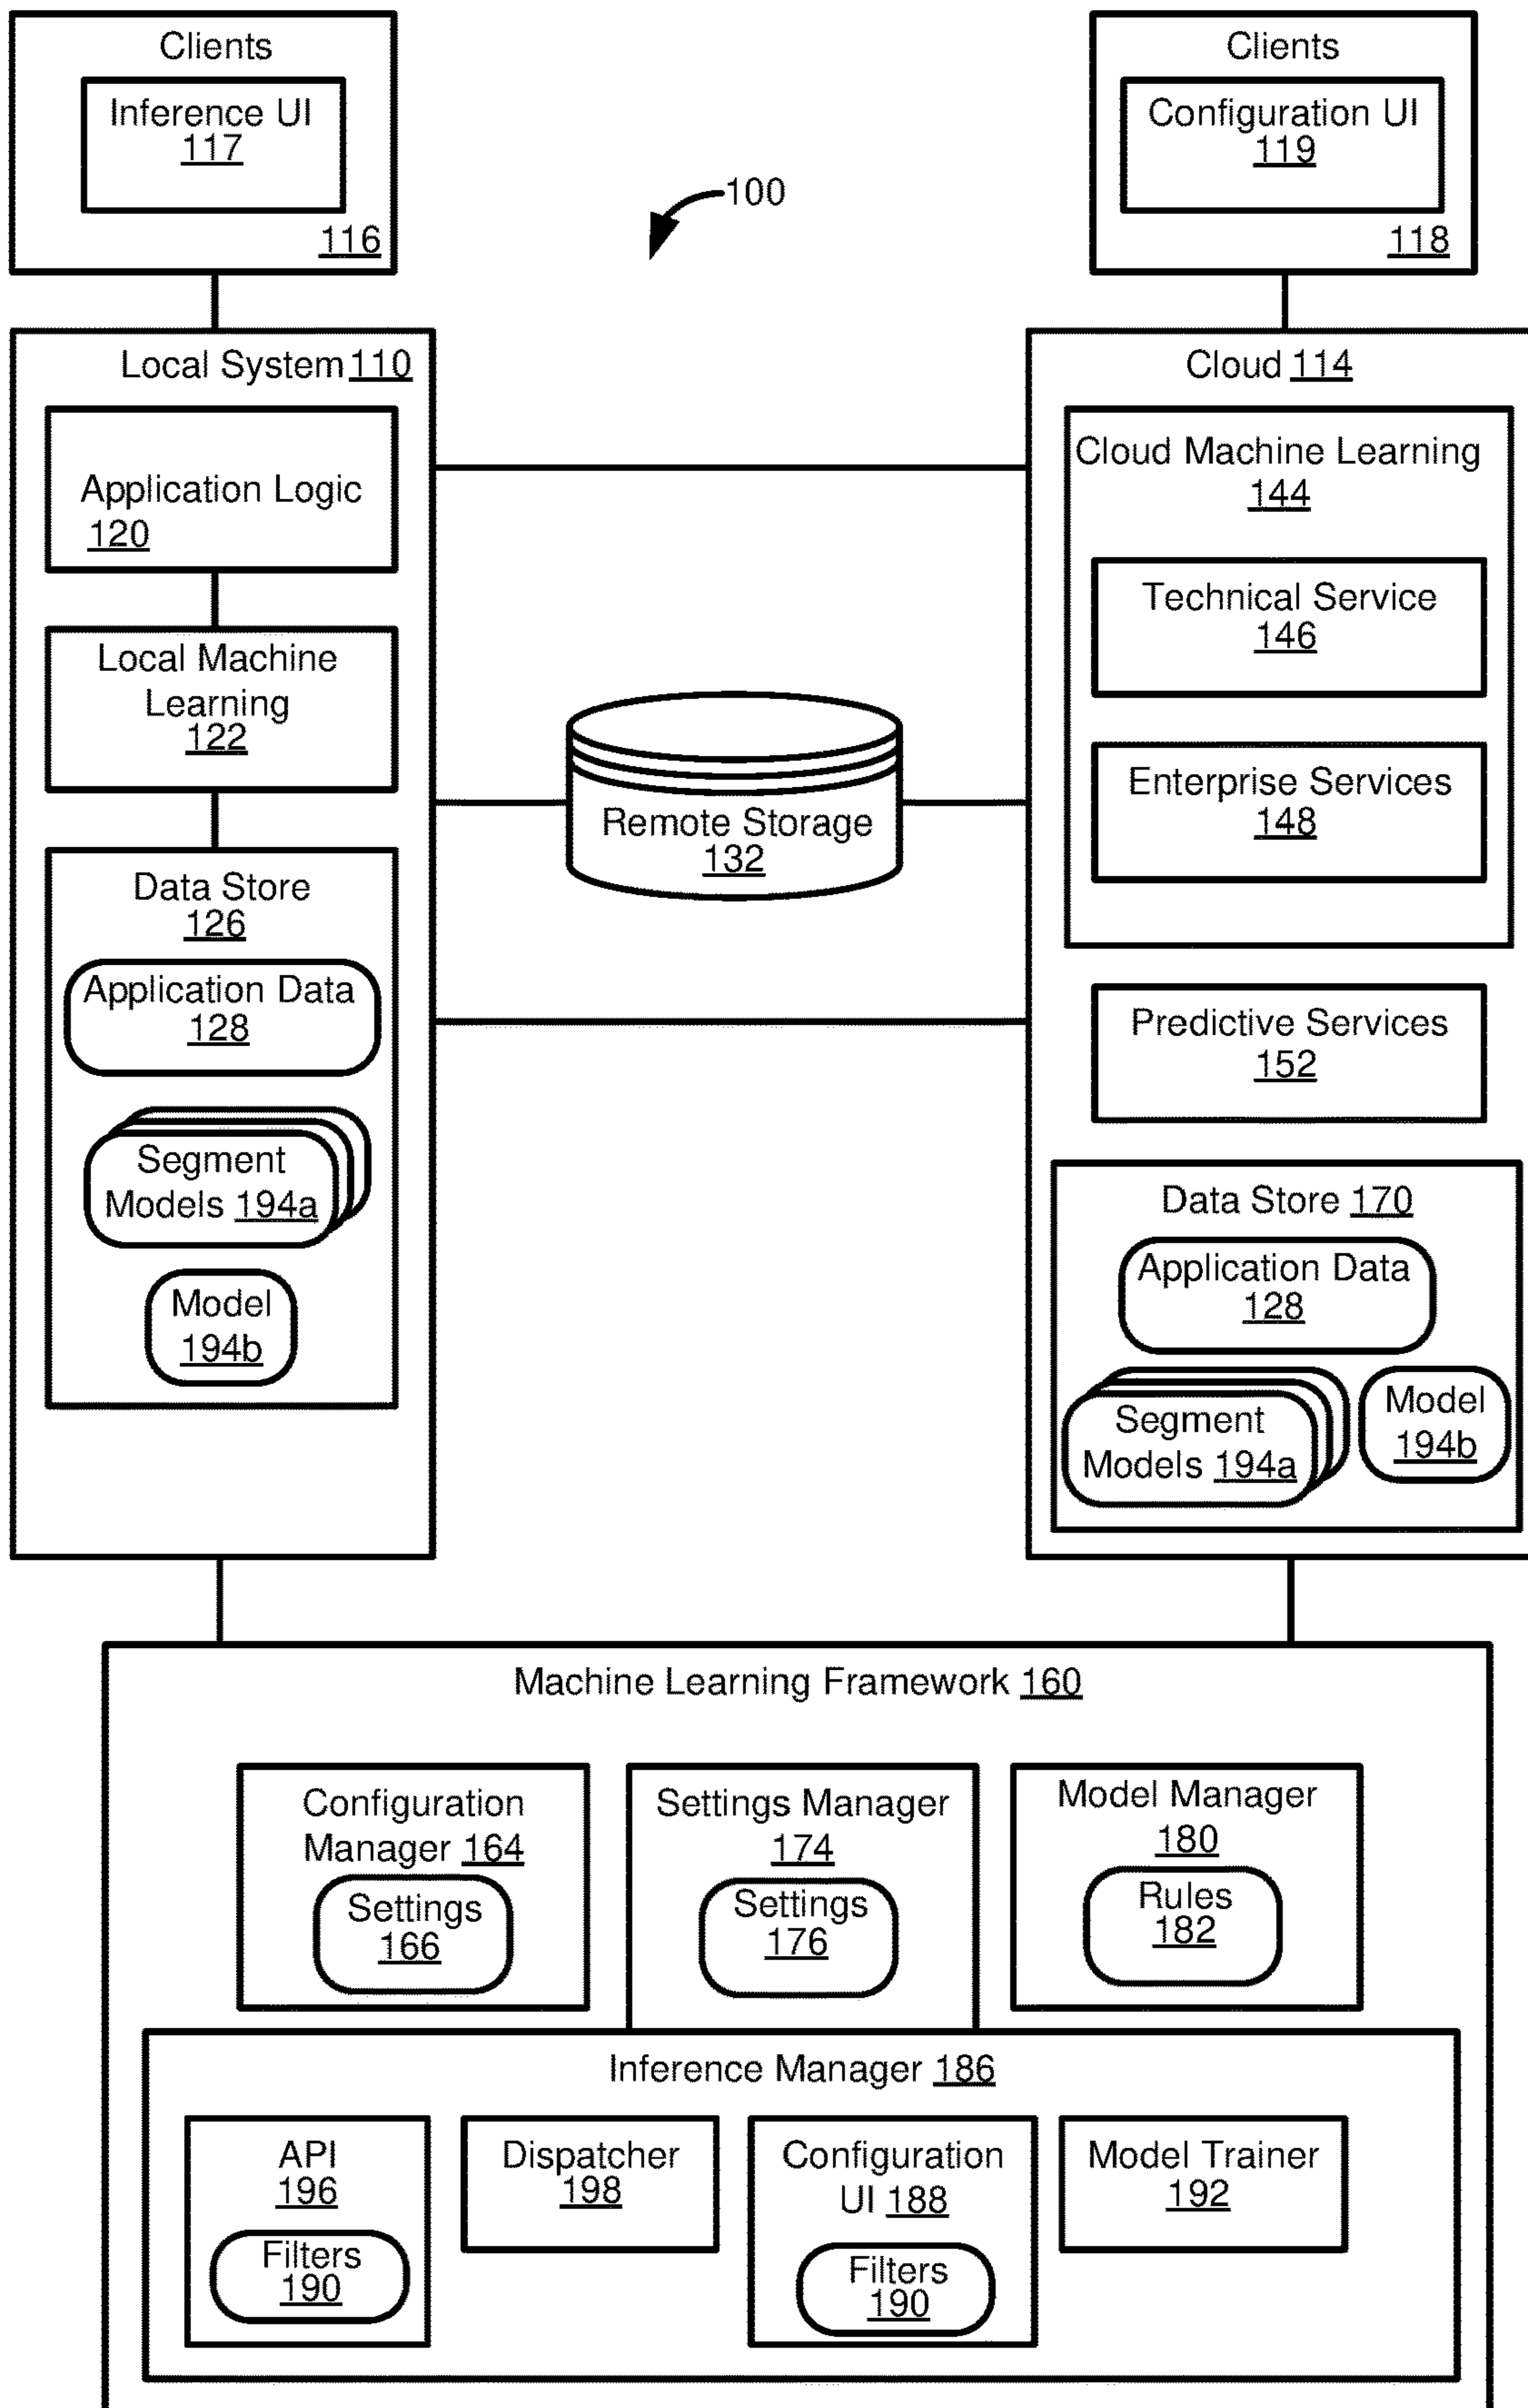 Clients
Inference UI
117
116
Clients
Configuration UI
119
118
100
Local System 110
Application Logic
120
Local Machine
Learning
122
Data Store
126
Application Data
128
Segment
Models 194a
Model
194b
Remote Storage
132
Cloud 114
Cloud Machine Learning
144
Technical Service
146
Enterprise Services
148
Predictive Services
152
Data Store 170
Application Data
128
Segment
Models 194a
Model
194b
Machine Learning Framework 160
Configuration
Manager 164
Settings
166
Settings Manager
174
Settings
176
Model Manager
180
Rules
182
Inference Manager 186
API
196
Filters
190
Dispatcher
198
Configuration
UI 188
Filters
190
Model Trainer
192